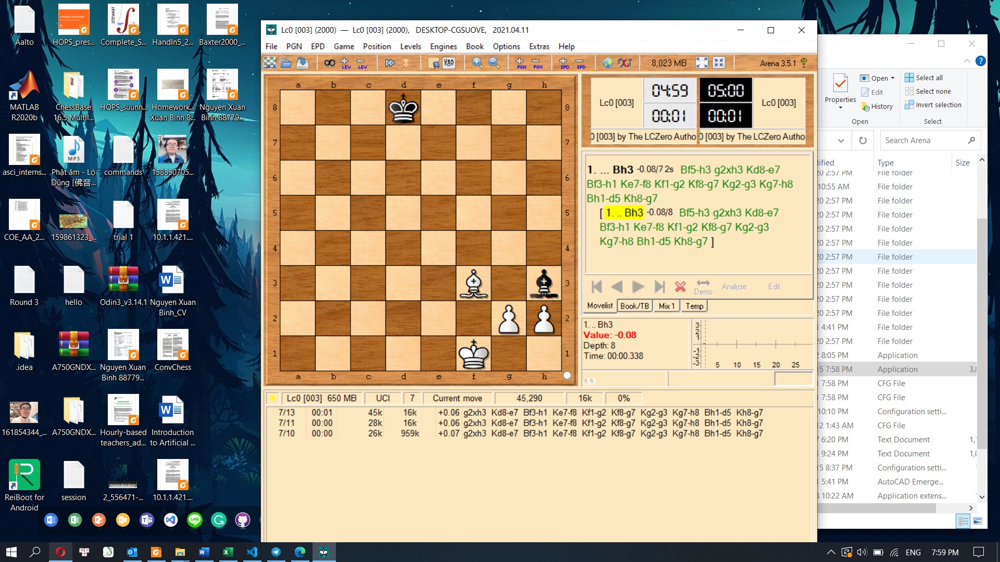 Aalto
HOPS_pres...
Complete_S...
HandIn5_2...
Baxter2000_...
MATLAB
R2020b
ChessBase
16.5 Multil...
HOPS_suunn...
Homework...
Xuan Binh 8...
Nguyen Xuan
Binh 88779...
asci_interns...
Phật âm - Lộ
Dũng [佛音...
commands
158550705...
COE_AA_2...
159861323_...
trial 1
10.1.1.421....
Round 3
hello
Odin3_v3.14.1
Nguyen Xuan
Binh_CV
.idea
A750GNDX...
Nguyen Xuan
Binh 88779...
ConvChess
161854344_...
A750GNDX...
Hourly-based
teachers_ad...
Introduction
to Artificial ...
ReiBoot for
Android
session
2_556471-...
10.1.1.421....
Lc0 [003] (2000) — Lc0 [003] (2000), DESKTOP-CGSUOVE, 2021.04.11
File PGN EPD Game Position Levels Engines Book Options Extras Help
LEV LEV PGN PGN EPD EPD 8,023 MB Arena 3.5.1
a b c d e f g h
8 8
7 7
6 6
5 5
4 4
3 3
2 2
1 1
a b c d e f g h
Lc0 [003] 04:59 05:00 Lc0 [003]
00:01 00:01
0 [003] by The LCZero Autho 0 [003] by The LCZero Autho
1. ... Bh3 -0.08/7 2s Bf5-h3 g2xh3 Kd8-e7
Bf3-h1 Ke7-f8 Kf1-g2 Kf8-g7 Kg2-g3 Kg7-h8
Bh1-d5 Kh8-g7
[ 1. .. Bh3 -0.08/8 Bf5-h3 g2xh3 Kd8-e7
Bf3-h1 Ke7-f8 Kf1-g2 Kf8-g7 Kg2-g3
Kg7-h8 Bh1-d5 Kh8-g7 ]
Demo Analyze Edit
Movelist Book/TB Mix 1 Temp
1. .. Bh3
Value: -0.08
Depth: 8
Time: 00:00.338
3
2
1
-1
-2
-3
5 10 15 20 25
Lc0 [003] 650 MB UCI 7 Current move 45,290 16k 0%
7/13 00:01 45k 16k +0.06 g2xh3 Kd8-e7 Bf3-h1 Ke7-f8 Kf1-g2 Kf8-g7 Kg2-g3 Kg7-h8 Bh1-d5 Kh8-g7
7/11 00:00 28k 16k +0.06 g2xh3 Kd8-e7 Bf3-h1 Ke7-f8 Kf1-g2 Kf8-g7 Kg2-g3 Kg7-h8 Bh1-d5 Kh8-g7
7/10 00:00 26k 959k +0.07 g2xh3 Kd8-e7 Bf3-h1 Ke7-f8 Kf1-g2 Kf8-g7 Kg2-g3 Kg7-h8 Bh1-d5 Kh8-g7
Properties
Open
Edit
History
Open
Select all
Select none
Invert selection
Select
Search Arena
ified Type Size
20 2:57 PM File folder
10:55 AM File folder
20 2:57 PM File folder
20 2:57 PM File folder
20 2:57 PM File folder
20 2:57 PM File folder
20 2:57 PM File folder
20 2:57 PM File folder
20 2:57 PM File folder
20 2:57 PM File folder
20 2:57 PM File folder
1 4:41 PM File folder
20 2:57 PM File folder
2 8:05 PM Application
15 7:58 PM Application 3,8
1 7:58 PM CFG File
1 7:58 PM CFG File
10:10 PM Configuration setti...
12 1:43 AM CFG File
7 6:20 PM Text Document 1,
1 9:24 PM Text Document 1,0
15 8:37 PM Configuration setti...
1 5:41 PM AutoCAD Emerge...
3 10:22 AM Application extens...
ENG 7:59 PM